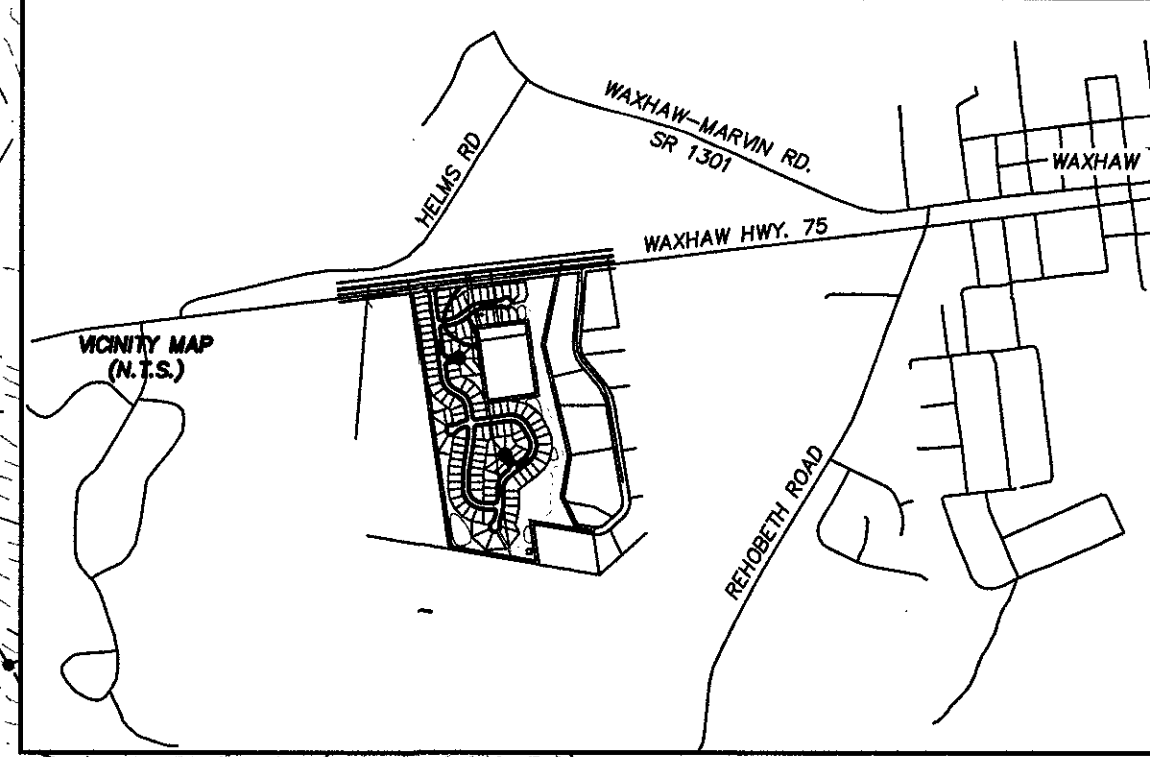 WAXHAW-MARVIN RD.
SR 1301
WAXHAW
HELMS RD
WAXHAW HWY. 75
VICINITY MAP
(N.T.S.)
REHOBETH ROAD